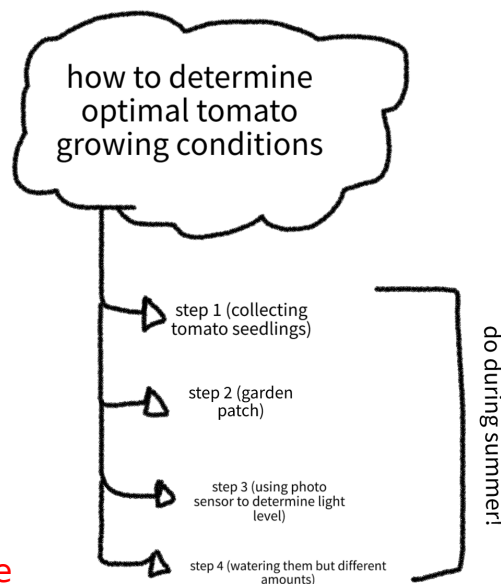 how to determine
optimal tomato
growing conditions
step 1 (collecting
tomato seedlings)
step 2 (garden
patch)
step 3 (using photo
sensor to determine light
level)
step 4 (watering them but different
amounts)
do during summer!
e